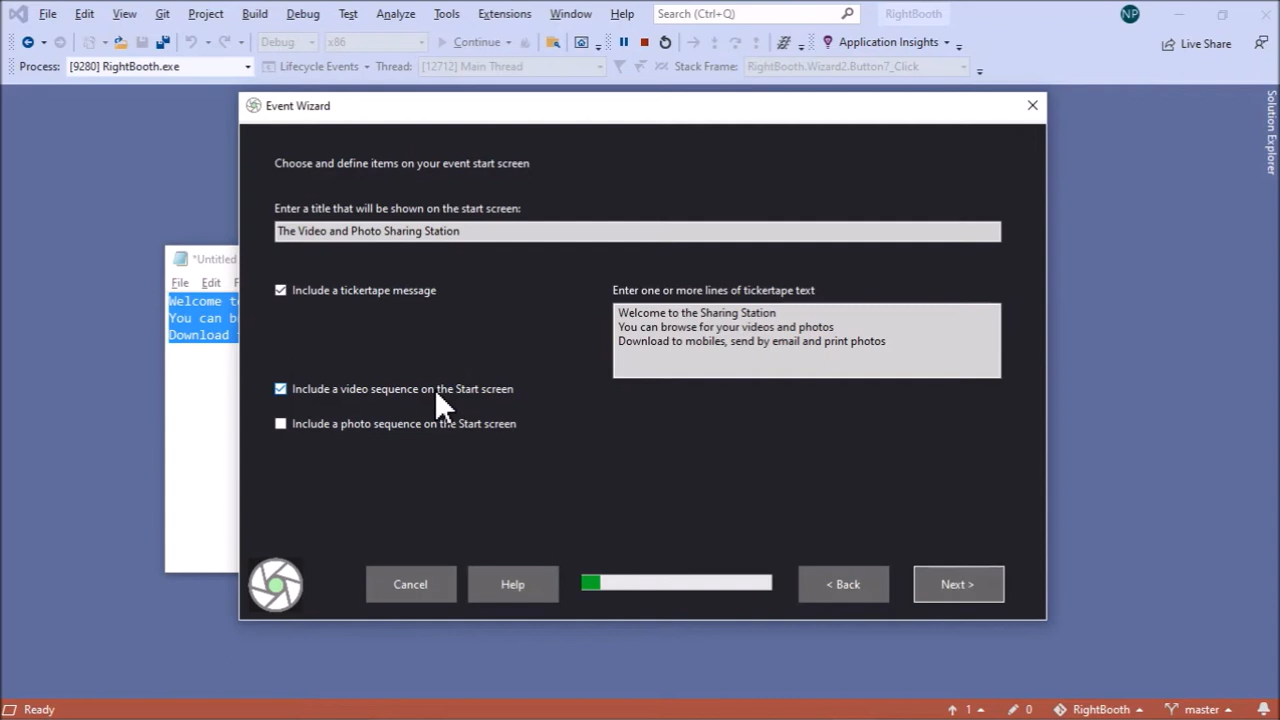 File Edit View Git Project Build Debug Test Analyze Tools Extensions Window Help Search (Ctrl+Q) RightBooth NP
Debug x86 Continue Application Insights Live Share
Process: [9280] RightBooth.exe Lifecycle Events Thread: [12712] Main Thread Stack Frame: RightBooth.Wizard2.Button7_Click
Solution Explorer
Event Wizard
Choose and define items on your event start screen
Enter a title that will be shown on the start screen:
The Video and Photo Sharing Station
*Untitled
File Edit F
Welcome to
You can b
Download
Include a tickertape message
Enter one or more lines of tickertape text
Welcome to the Sharing Station
You can browse for your videos and photos
Download to mobiles, send by email and print photos
Include a video sequence on the Start screen
Include a photo sequence on the Start screen
Cancel Help < Back Next >
Ready 1 0 RightBooth master